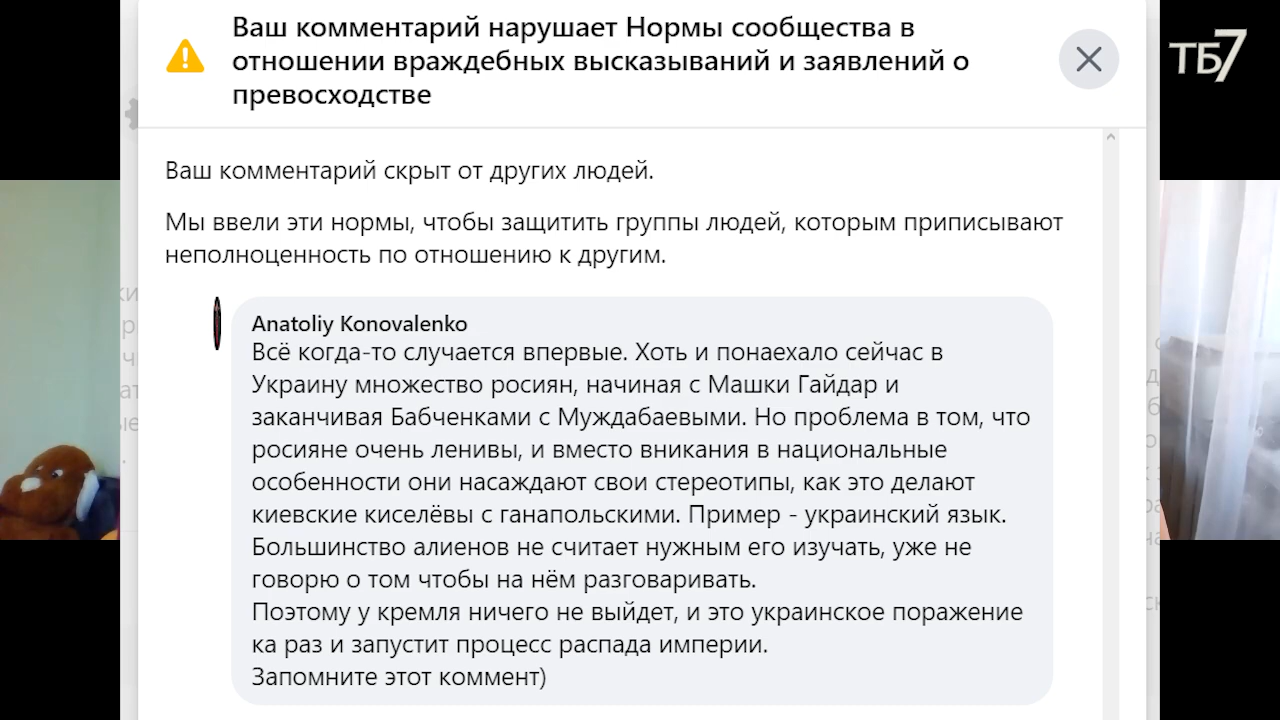 Ваш комментарий нарушает Нормы сообщества в
отношении враждебных высказываний и заявлений о
превосходстве
ТБ7
Ваш комментарий скрыт от других людей.
Мы ввели эти нормы, чтобы защитить группы людей, которым приписывают
неполноценность по отношению к другим.
Anatoliy Konovalenko
Всё когда-то случается впервые. Хоть и понаехало сейчас в
Украину множество росиян, начиная с Машки Гайдар и
заканчивая Бабченками с Муждабаевыми. Но проблема в том, что
росияне очень ленивы, и вместо вникания в национальные
особенности они насаждают свои стереотипы, как это делают
киевские киселёвы с ганапольскими. Пример - украинский язык.
Большинство алиенов не считает нужным его изучать, уже не
говорю о том чтобы на нём разговаривать.
Поэтому у кремля ничего не выйдет, и это украинское поражение
ка раз и запустит процесс распада империи.
Запомните этот коммент)